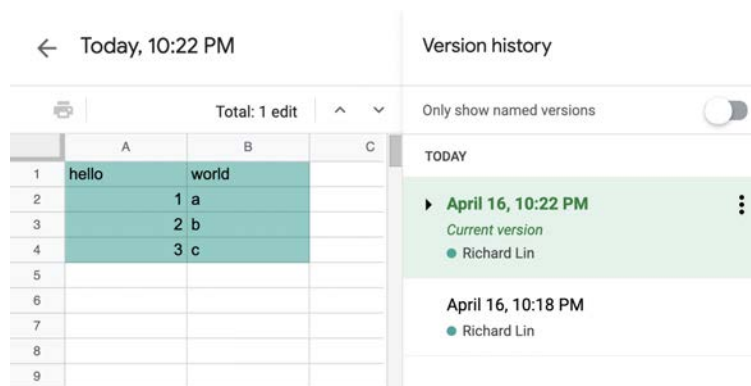 Today, 10:22 PM
Total: 1 edit
A B C
1 hello world
2 1 a
3 2 b
4 3 c
5
6
7
8
9
Version history
Only show named versions
TODAY
April 16, 10:22 PM
Current version
Richard Lin
April 16, 10:18 PM
Richard Lin